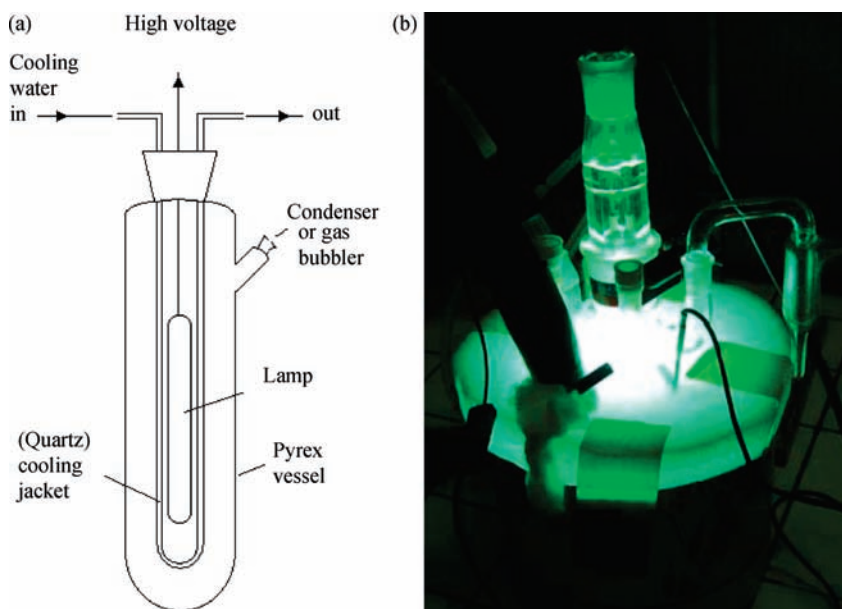 (a)
High voltage
(b)
Cooling
water
in
out
Condenser
or gas
bubbler
Lamp
(Quartz)
cooling
jacket
Pyrex
vessel